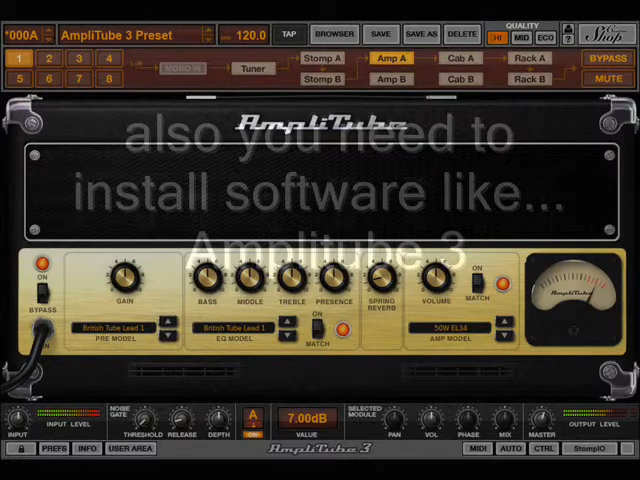 *000A AmpliTube 3 Preset 120.0 TAP BROWSER SAVE SAVE AS DELETE QUALITY HI MID ECO ? Shop
1 2 3 4 MONO IN Tuner Stomp A Amp A Cab A Rack A BYPASS
5 6 7 8 Stomp B Amp B Cab B Rack B MUTE
AmpliTube
also you need to
install software like...
Amplitube 3
ON
BYPASS
GAIN BASS MIDDLE TREBLE PRESENCE SPRING REVERB VOLUME ON MATCH AmpliTube
British Tube Lead 1 British Tube Lead 1 ON 50W EL34
PRE MODEL EQ MODEL MATCH AMP MODEL
INPUT INPUT LEVEL NOISE GATE THRESHOLD RELEASE DEPTH A ON 7.00dB VALUE SELECTED MODULE PAN VOL PHASE MIX MASTER OUTPUT LEVEL
PREFS INFO USER AREA AmpliTube 3 MIDI AUTO CTRL StompIO